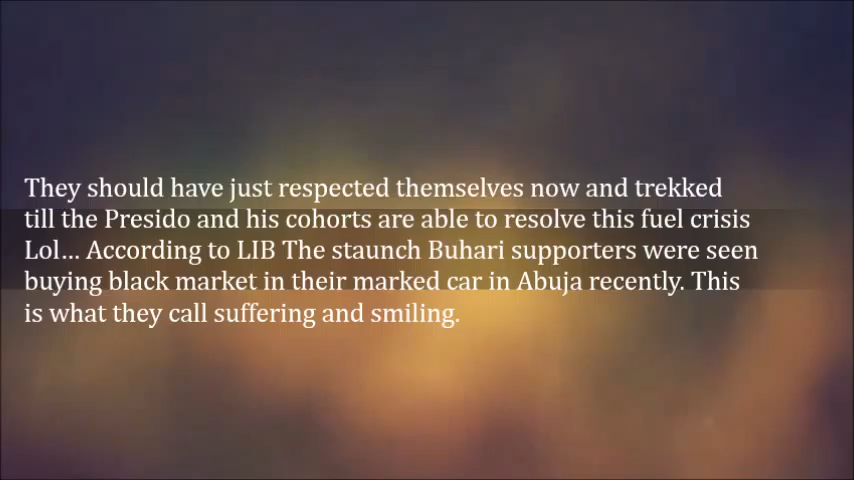 They should have just respected themselves now and trekked
till the Presido and his cohorts are able to resolve this fuel crisis
Lol... According to LIB The staunch Buhari supporters were seen
buying black market in their marked car in Abuja recently. This
is what they call suffering and smiling.